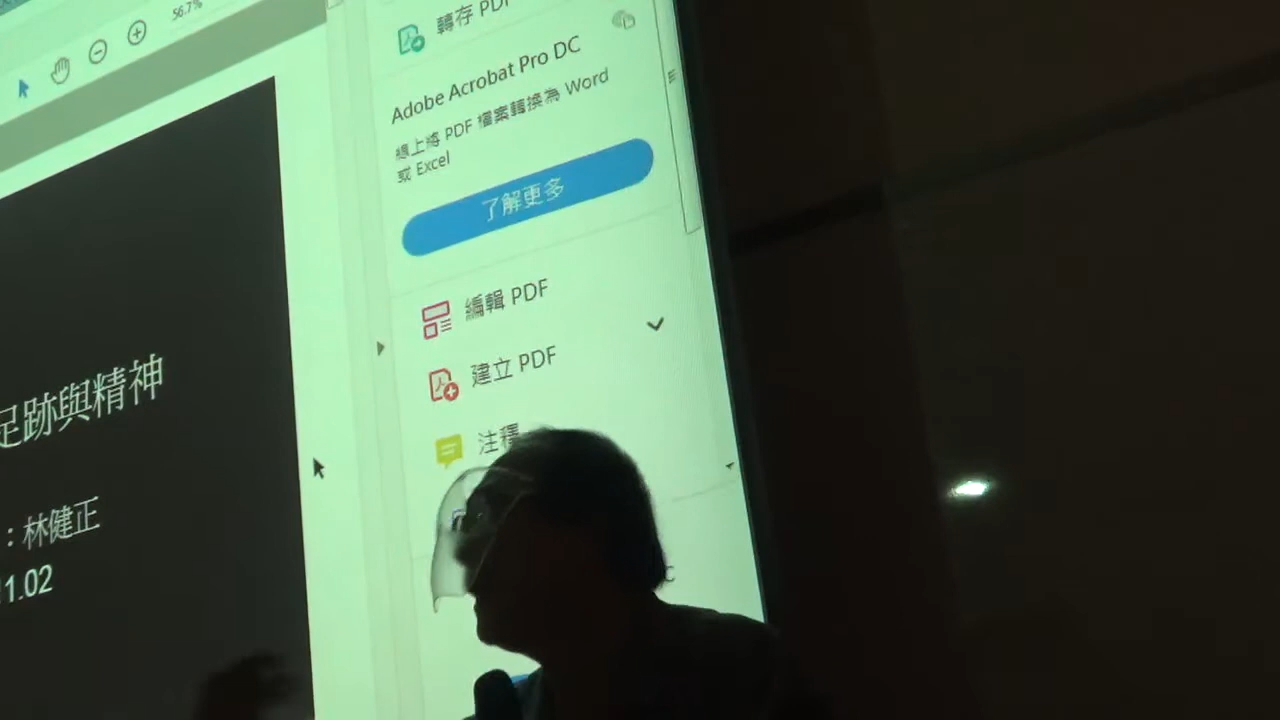 56.7%
足跡與精神
：林健正
1.02
轉存 PDF
Adobe Acrobat Pro DC
線上將 PDF 檔案轉換為 Word
或 Excel
了解更多
編輯 PDF
建立 PDF
注釋